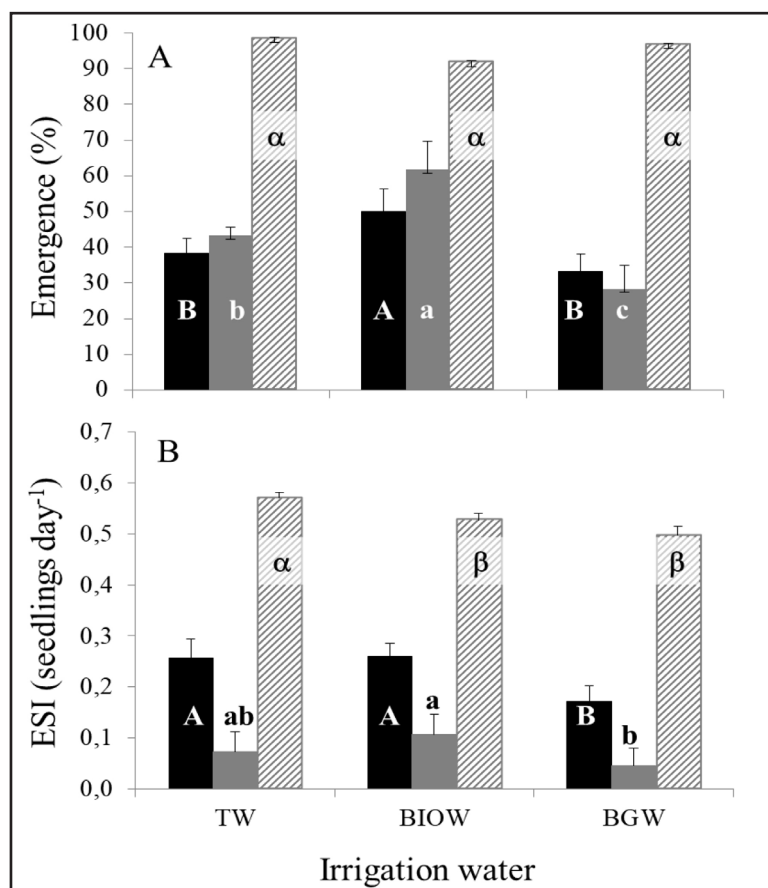 A
Emergence (%)
100
90
80
70
60
50
40
30
20
10
0
B b α
A a α
B c α
B
ESI (seedlings day-1)
0,7
0,6
0,5
0,4
0,3
0,2
0,1
0,0
A ab α
A a β
B b β
TW BIOW BGW
Irrigation water